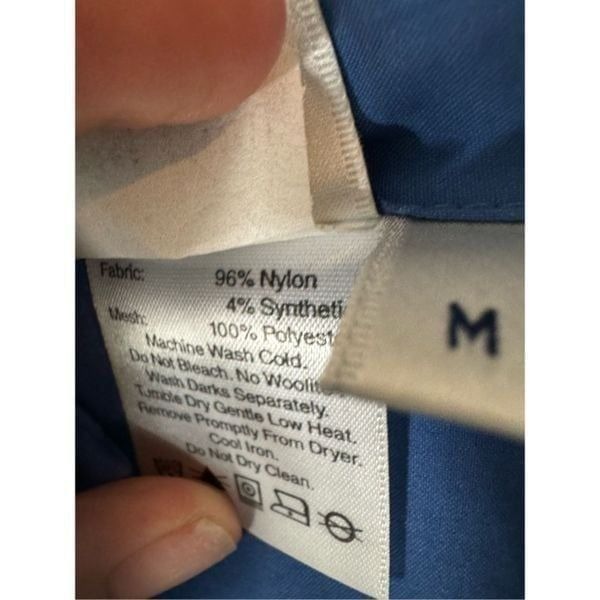 Fabric: 96% Nylon
4% Syntheti
Mesh: 100% Polyest
Machine Wash Cold.
Do Not Bleach. No Woolit
Wash Darks Separately.
Tumble Dry Gentle Low Heat.
Remove Promptly From Dryer.
Cool Iron.
Do Not Dry Clean.
M